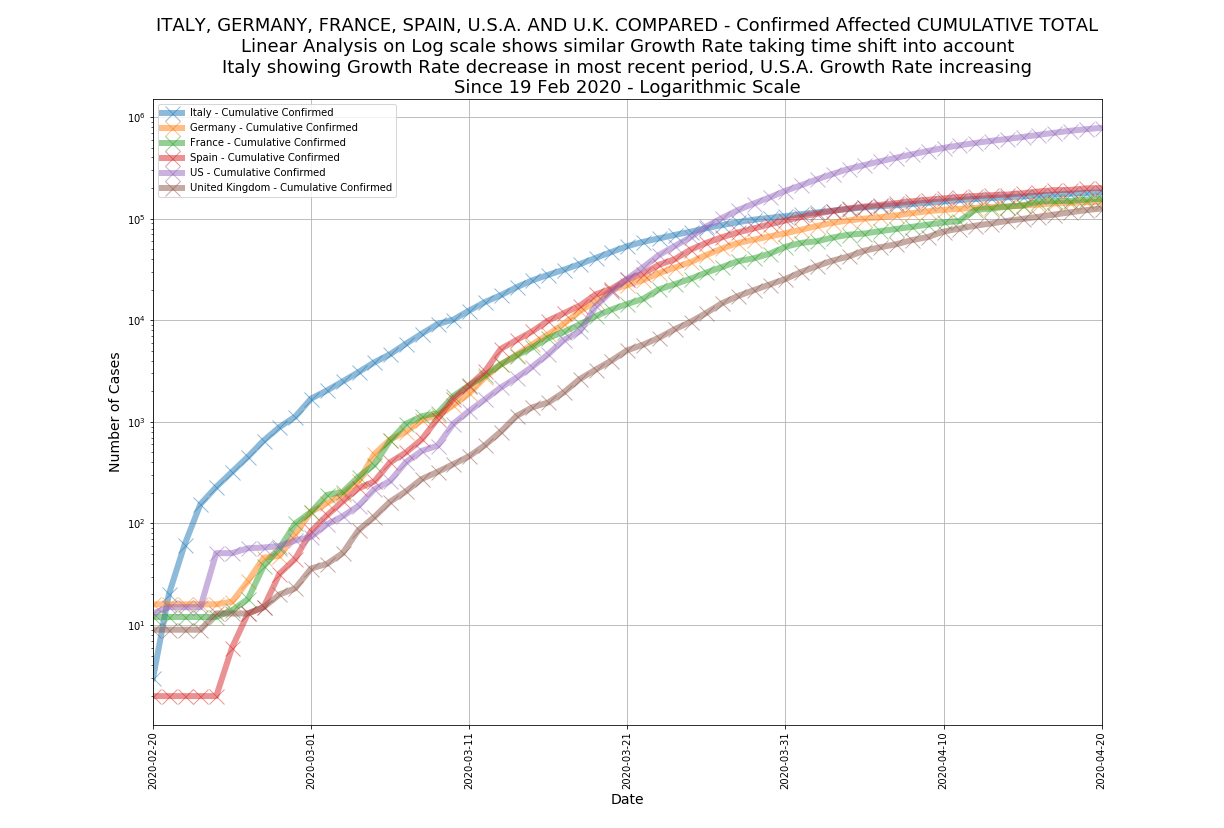 ITALY, GERMANY, FRANCE, SPAIN, U.S.A. AND U.K. COMPARED - Confirmed Affected CUMULATIVE TOTAL
Linear Analysis on Log scale shows similar Growth Rate taking time shift into account
Italy showing Growth Rate decrease in most recent period, U.S.A. Growth Rate increasing
Since 19 Feb 2020 - Logarithmic Scale
Italy - Cumulative Confirmed
Germany - Cumulative Confirmed
France - Cumulative Confirmed
Spain - Cumulative Confirmed
US - Cumulative Confirmed
United Kingdom - Cumulative Confirmed
Number of Cases
10⁶
10⁵
10⁴
10³
10²
10¹
2020-02-20
2020-03-01
2020-03-11
2020-03-21
2020-03-31
2020-04-10
2020-04-20
Date